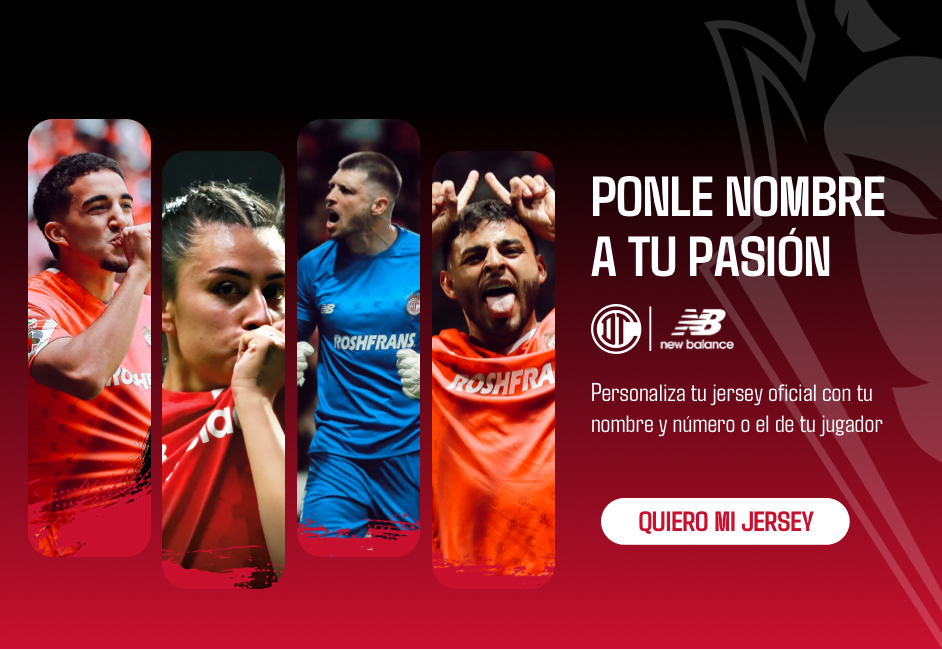 PONLE NOMBRE
A TU PASIÓN
new balance
Personaliza tu jersey oficial con tu
nombre y número o el de tu jugador
QUIERO MI JERSEY
ROSHFRANS
ROSHFRA